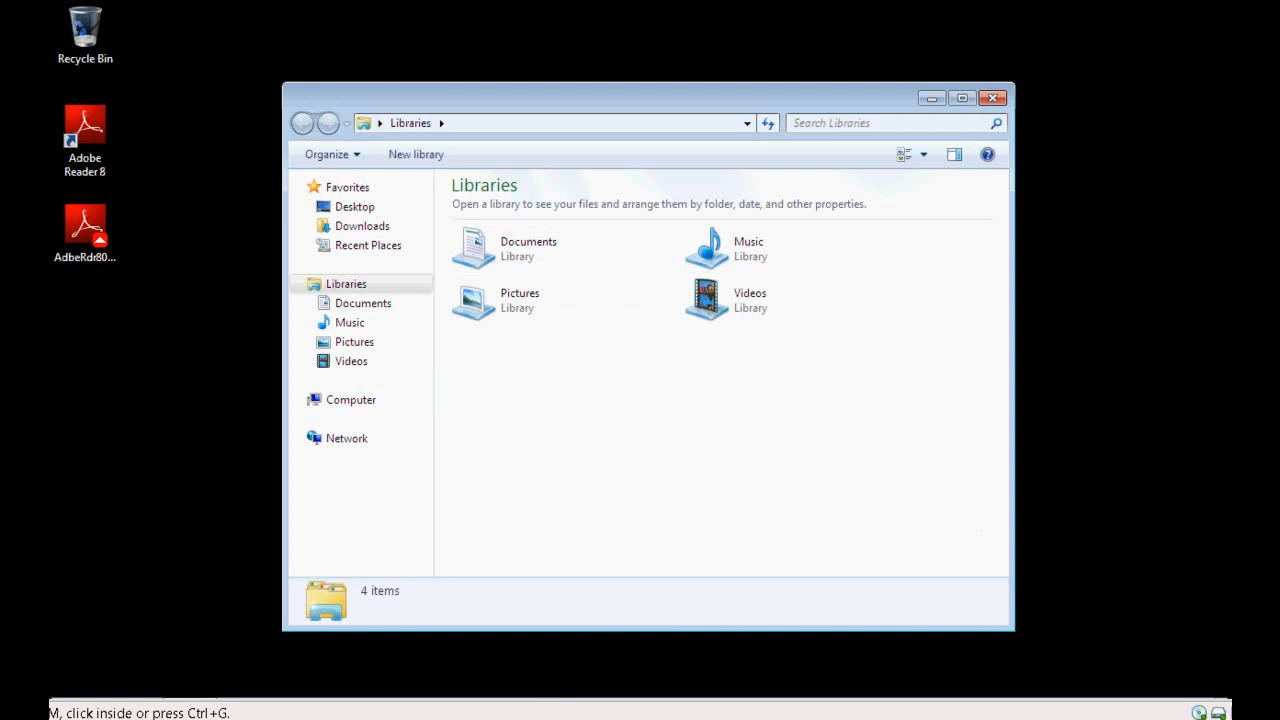 Recycle Bin
Adobe
Reader 8
AdbeRdr80...
Libraries
Search Libraries
Organize
New library
Favorites
Desktop
Downloads
Recent Places
Libraries
Documents
Music
Pictures
Videos
Computer
Network
Libraries
Open a library to see your files and arrange them by folder, date, and other properties.
Documents
Library
Music
Library
Pictures
Library
Videos
Library
4 items
M, click inside or press Ctrl+G.